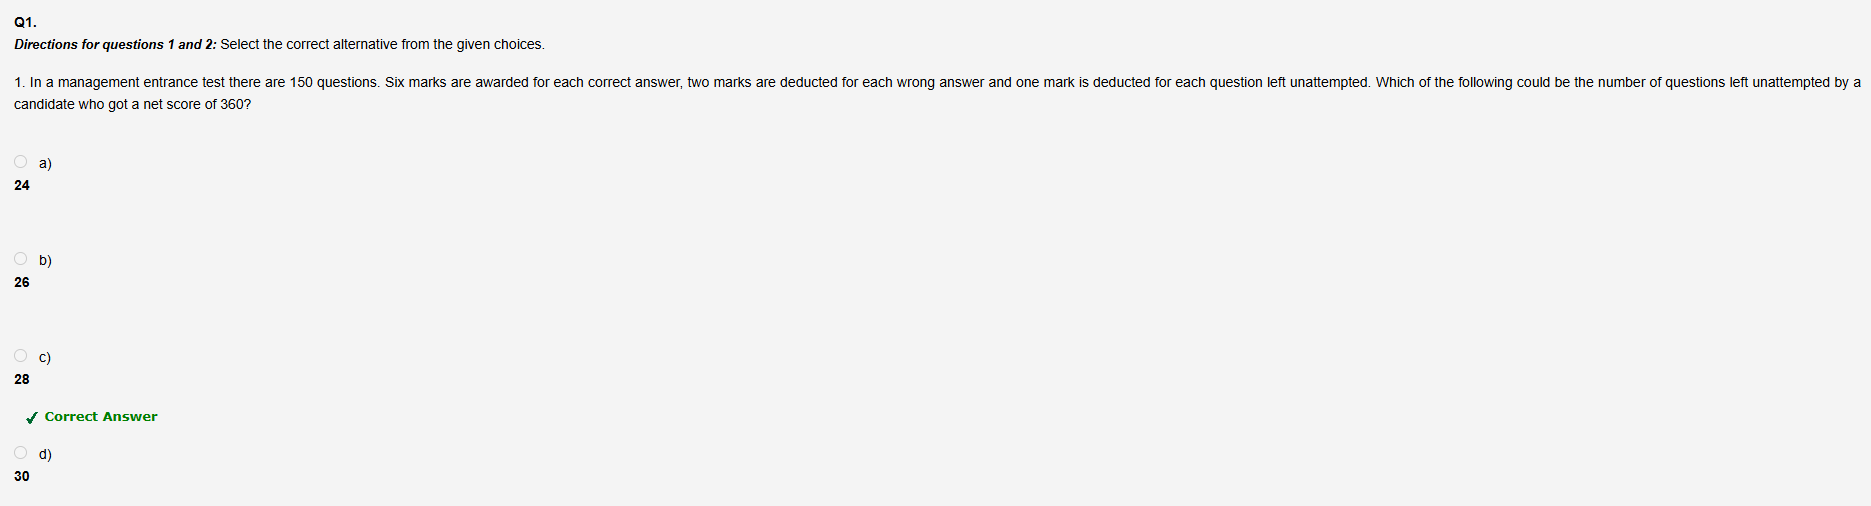 Q1.
Directions for questions 1 and 2: Select the correct alternative from the given choices.
1. In a management entrance test there are 150 questions. Six marks are awarded for each correct answer, two marks are deducted for each wrong answer and one mark is deducted for each question left unattempted. Which of the following could be the number of questions left unattempted by a
candidate who got a net score of 360?
a)
24
b)
26
c)
28
✓ Correct Answer
d)
30